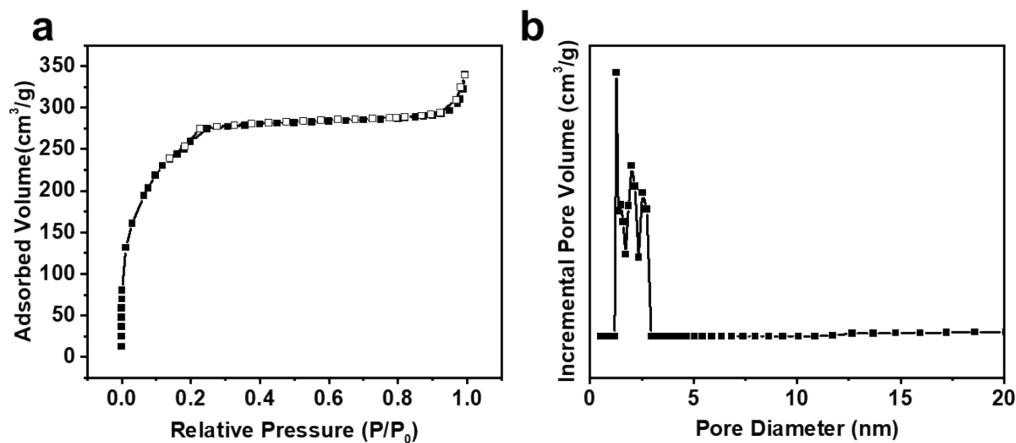 a
Adsorbed Volume(cm³/g)
350
300
250
200
150
100
50
0
0.0 0.2 0.4 0.6 0.8 1.0
Relative Pressure (P/P₀)
b
Incremental Pore Volume (cm³/g)
0 5 10 15 20
Pore Diameter (nm)